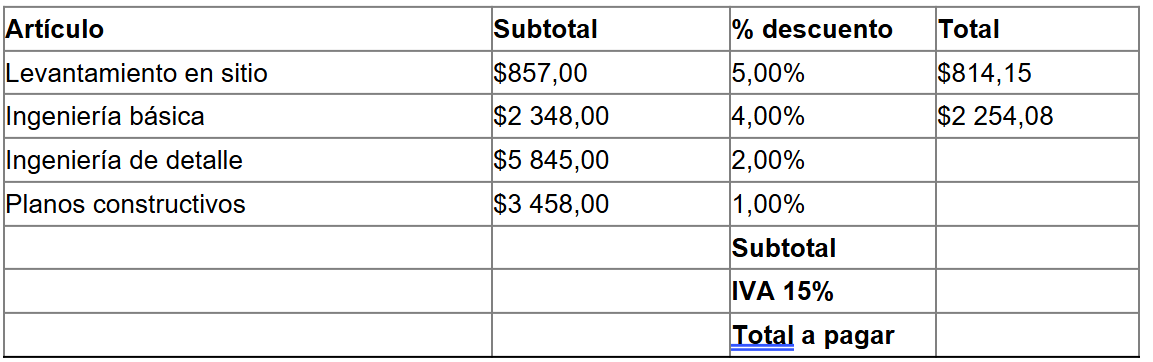 Artículo Subtotal % descuento Total
Levantamiento en sitio $857,00 5,00% $814,15
Ingeniería básica $2 348,00 4,00% $2 254,08
Ingeniería de detalle $5 845,00 2,00%
Planos constructivos $3 458,00 1,00%
Subtotal
IVA 15%
Total a pagar